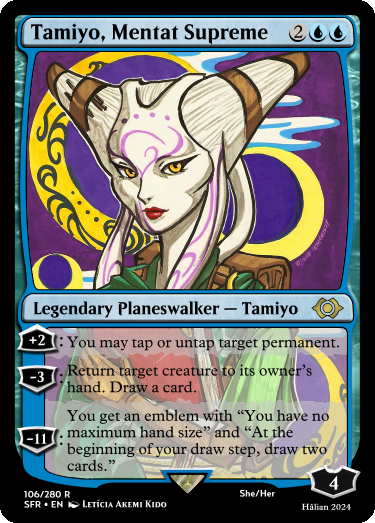 Tamiyo, Mentat Supreme 2
Legendary Planeswalker — Tamiyo
+2: You may tap or untap target permanent.
-3: Return target creature to its owner's
hand. Draw a card.
-11: You get an emblem with “You have no
maximum hand size” and “At the
beginning of your draw step, draw two
cards.”
4
106/280 R
SFR • EN Letícia Akemi Kido
She/Her
Hālian 2024